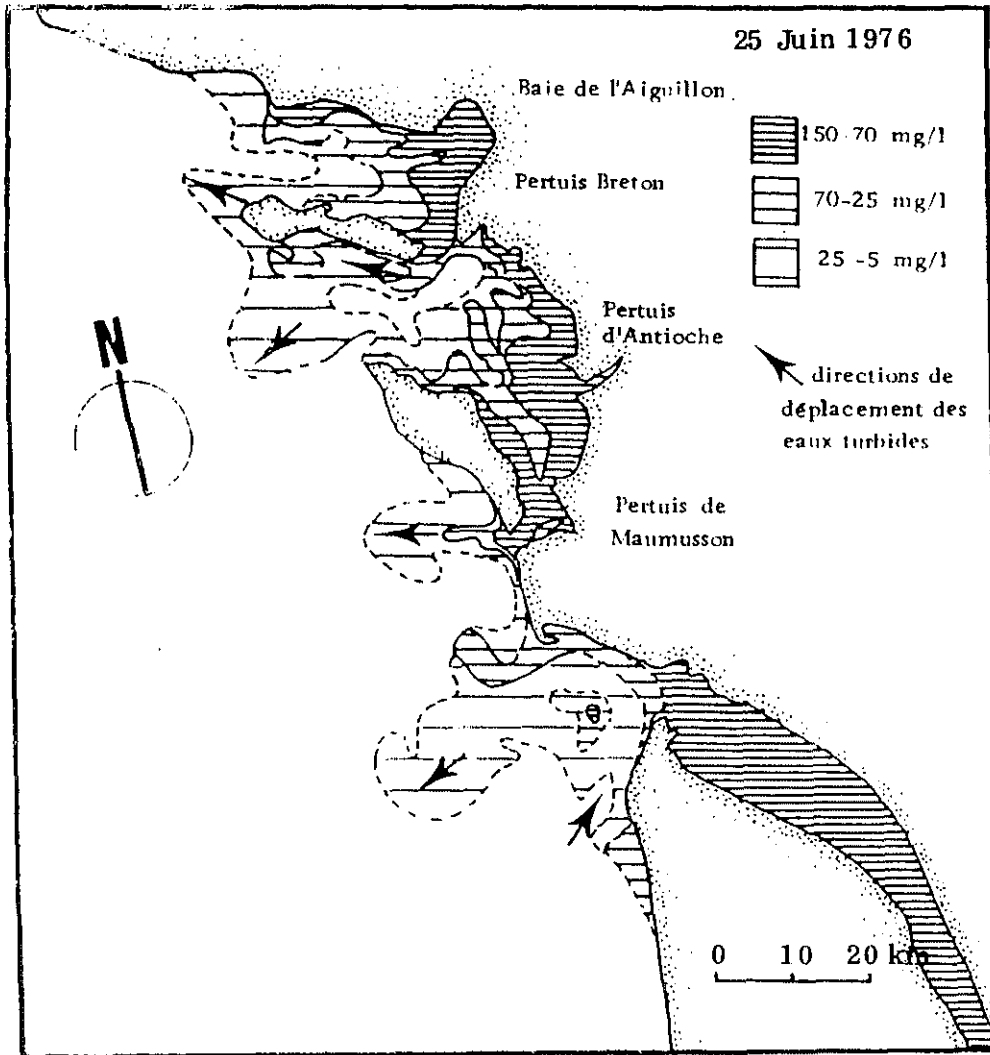 25 Juin 1976
Baie de l'Aiguillon
150-70 mg/l
Pertuis Breton
70-25 mg/l
25 -5 mg/l
Pertuis
d'Antioche
N
directions de
déplacement des
eaux turbides
Pertuis de
Maumusson
0 10 20 km